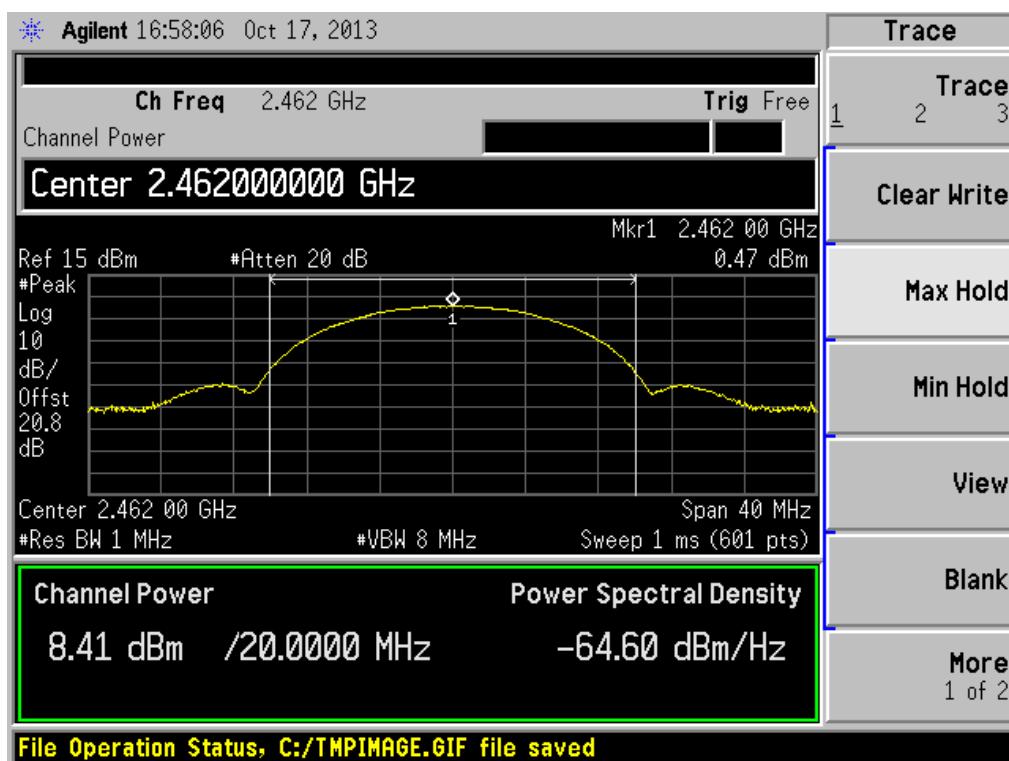 Agilent 16:58:06 Oct 17, 2013
Trace
Ch Freq 2.462 GHz Trig Free
Channel Power
Center 2.462000000 GHz
Mkr1 2.462 00 GHz
Ref 15 dBm #Atten 20 dB 0.47 dBm
#Peak
Log
10
dB/
Offst
20.8
dB
1
Center 2.462 00 GHz Span 40 MHz
#Res BW 1 MHz #VBW 8 MHz Sweep 1 ms (601 pts)
Channel Power Power Spectral Density
8.41 dBm /20.0000 MHz -64.60 dBm/Hz
File Operation Status, C:/TMPIMAGE.GIF file saved
Trace
1 2 3
Clear Write
Max Hold
Min Hold
View
Blank
More
1 of 2